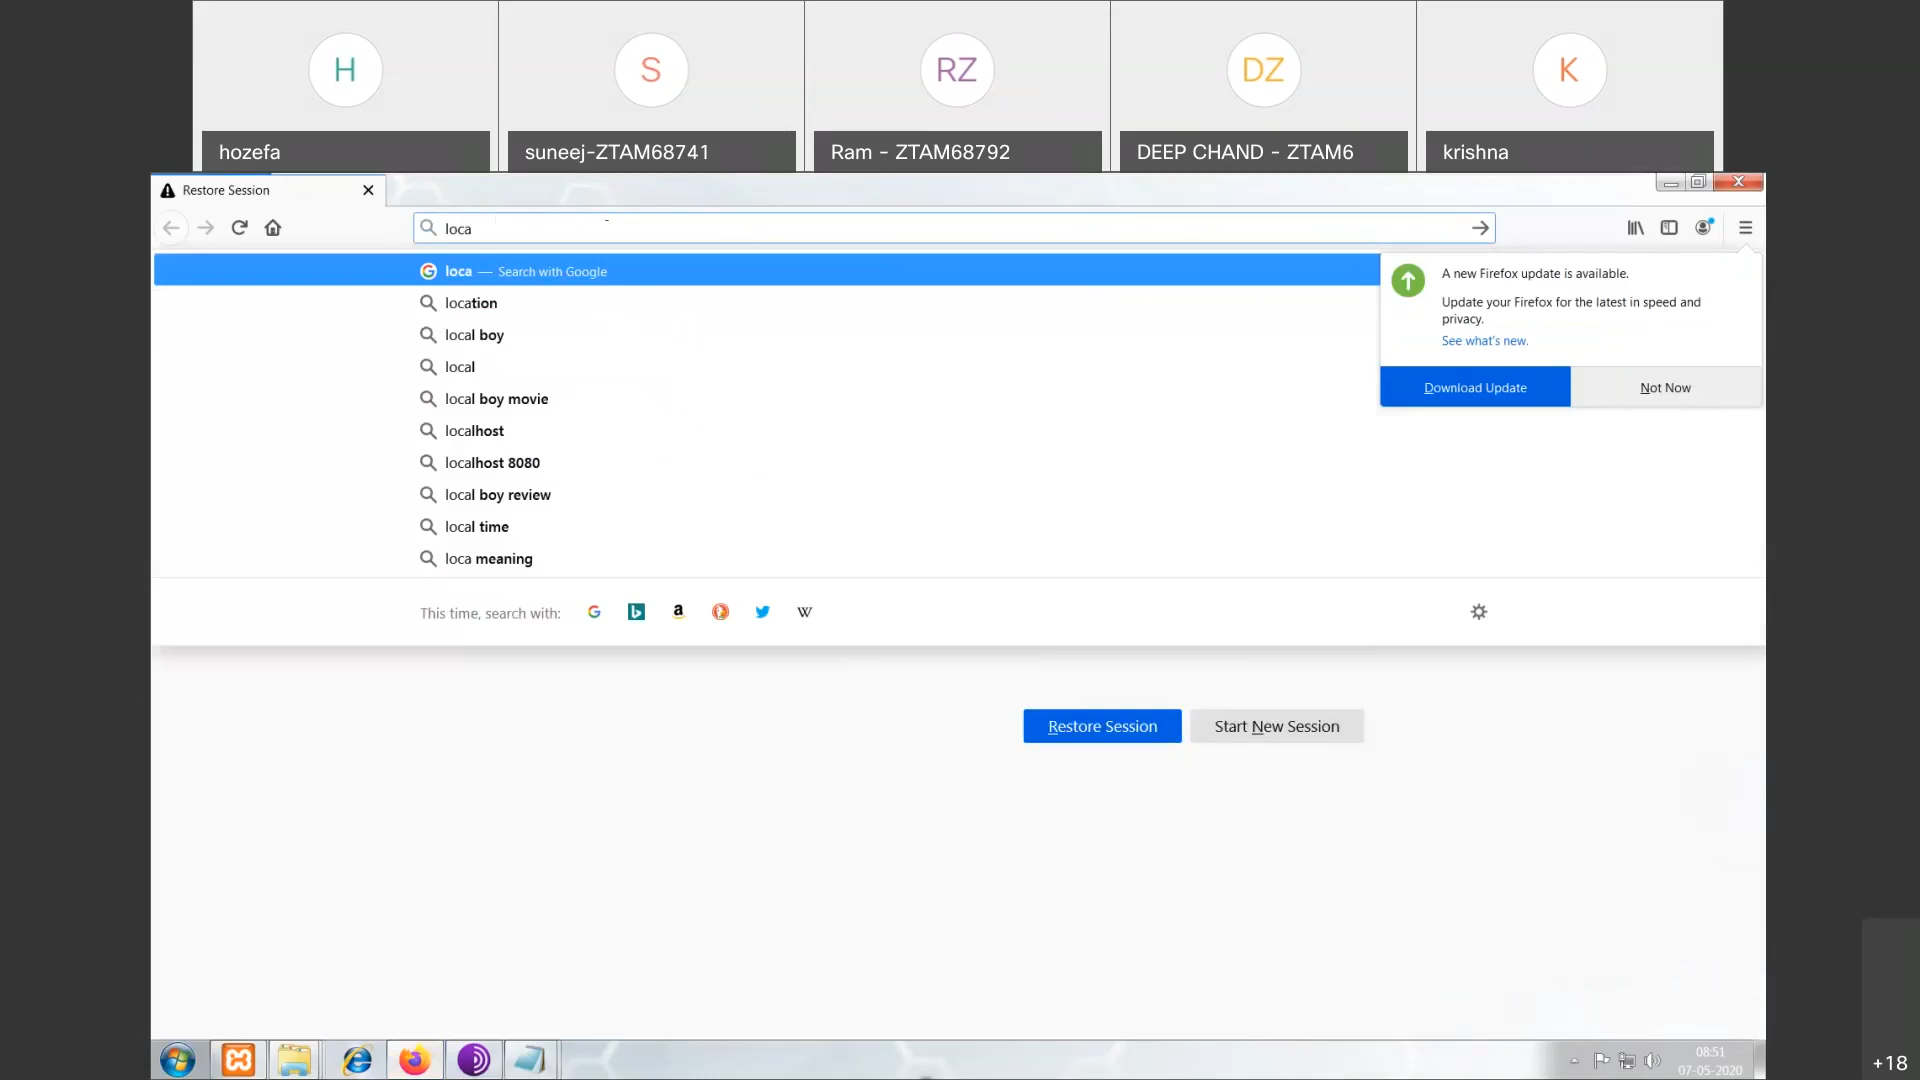 H
S
RZ
DZ
K
hozefa
suneej-ZTAM68741
Ram - ZTAM68792
DEEP CHAND - ZTAM6
krishna
Restore Session
loca
loca — Search with Google
location
local boy
local
local boy movie
localhost
localhost 8080
local boy review
local time
loca meaning
This time, search with:
A new Firefox update is available.
Update your Firefox for the latest in speed and
privacy.
See what's new.
Download Update
Not Now
Restore Session
Start New Session
08:51
07-05-2020
+18